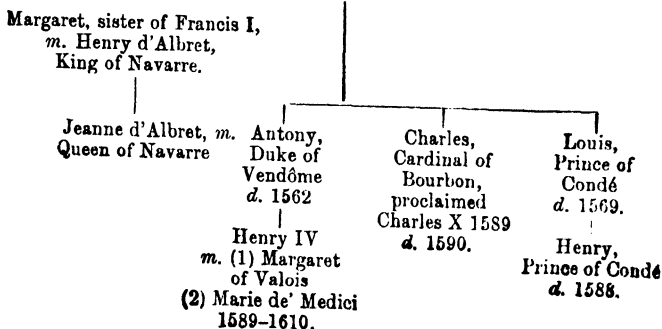 Margaret, sister of Francis I,
m. Henry d'Albret,
King of Navarre.
Jeanne d'Albret, m.
Queen of Navarre
Antony,
Duke of
Vendôme
d. 1562
Henry IV
m. (1) Margaret
of Valois
(2) Marie de' Medici
1589–1610.
Charles,
Cardinal of
Bourbon,
proclaimed
Charles X 1589
d. 1590.
Louis,
Prince of
Condé
d. 1569.
Henry,
Prince of Condé
d. 1588.